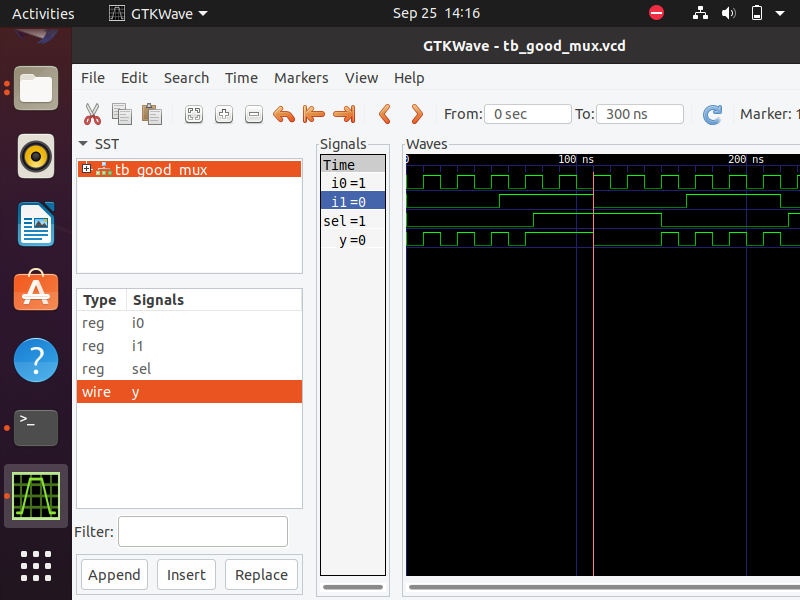 Activities GTKWave Sep 25 14:16
GTKWave - tb_good_mux.vcd
File Edit Search Time Markers View Help
From: 0 sec To: 300 ns Marker: 1
SST
tb_good_mux
Type Signals
reg i0
reg i1
reg sel
wire y
Filter:
Append Insert Replace
Signals
Time
i0=1
i1=0
sel=1
y=0
Waves
0 100 ns 200 ns